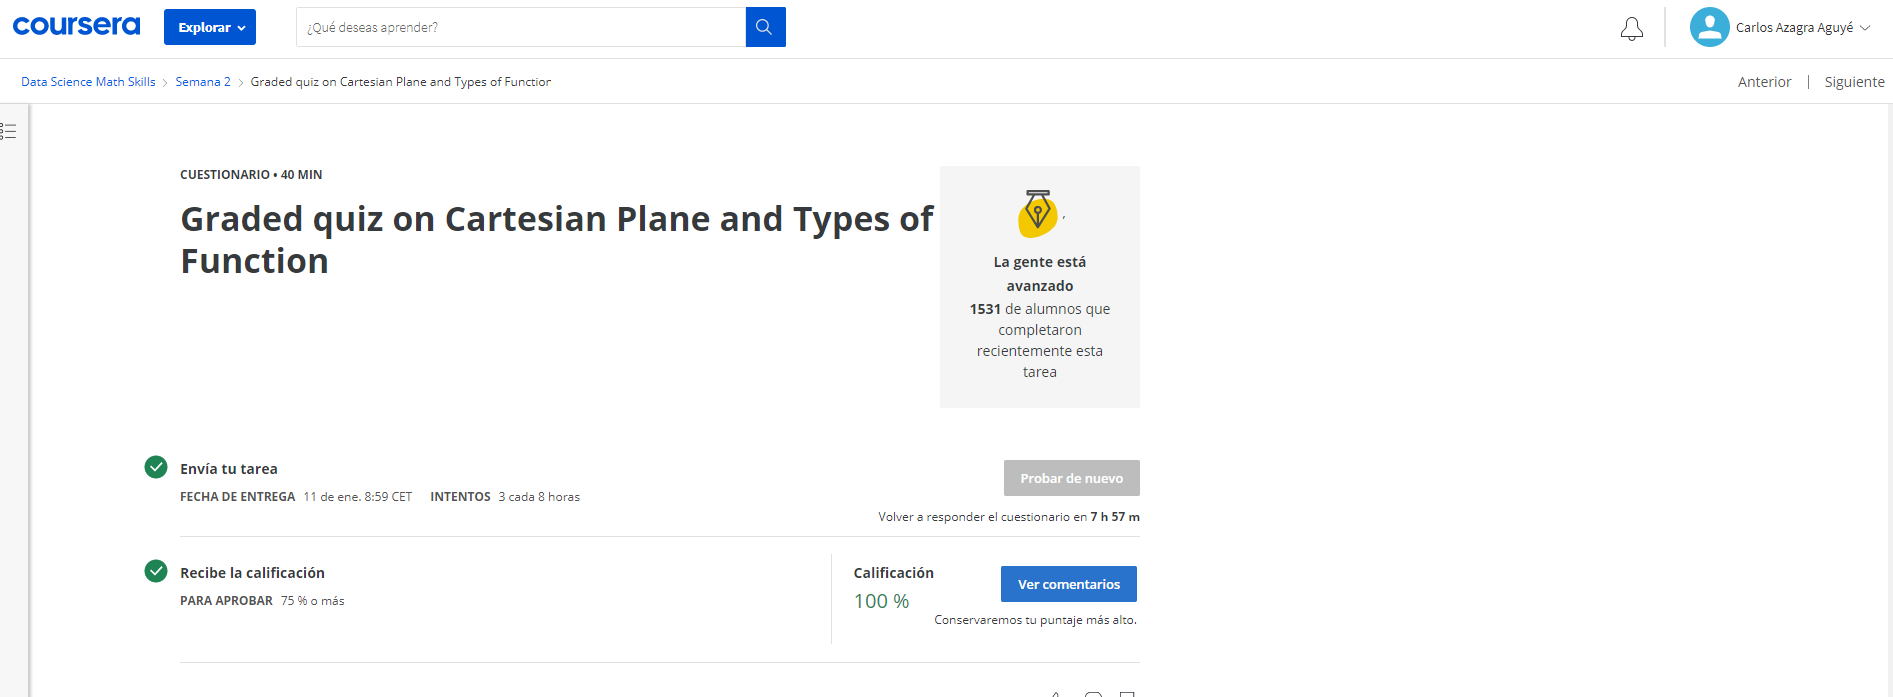 coursera
Explorar
¿Qué deseas aprender?
Carlos Azagra Aguyé
Data Science Math Skills
Semana 2
Graded quiz on Cartesian Plane and Types of Function
Anterior
Siguiente
CUESTIONARIO • 40 MIN
Graded quiz on Cartesian Plane and Types of
Function
La gente está
avanzado
1531 de alumnos que
completaron
recientemente esta
tarea
Envía tu tarea
FECHA DE ENTREGA 11 de ene. 8:59 CET INTENTOS 3 cada 8 horas
Probar de nuevo
Volver a responder el cuestionario en 7 h 57 m
Recibe la calificación
PARA APROBAR 75 % o más
Calificación
100 %
Ver comentarios
Conservaremos tu puntaje más alto.